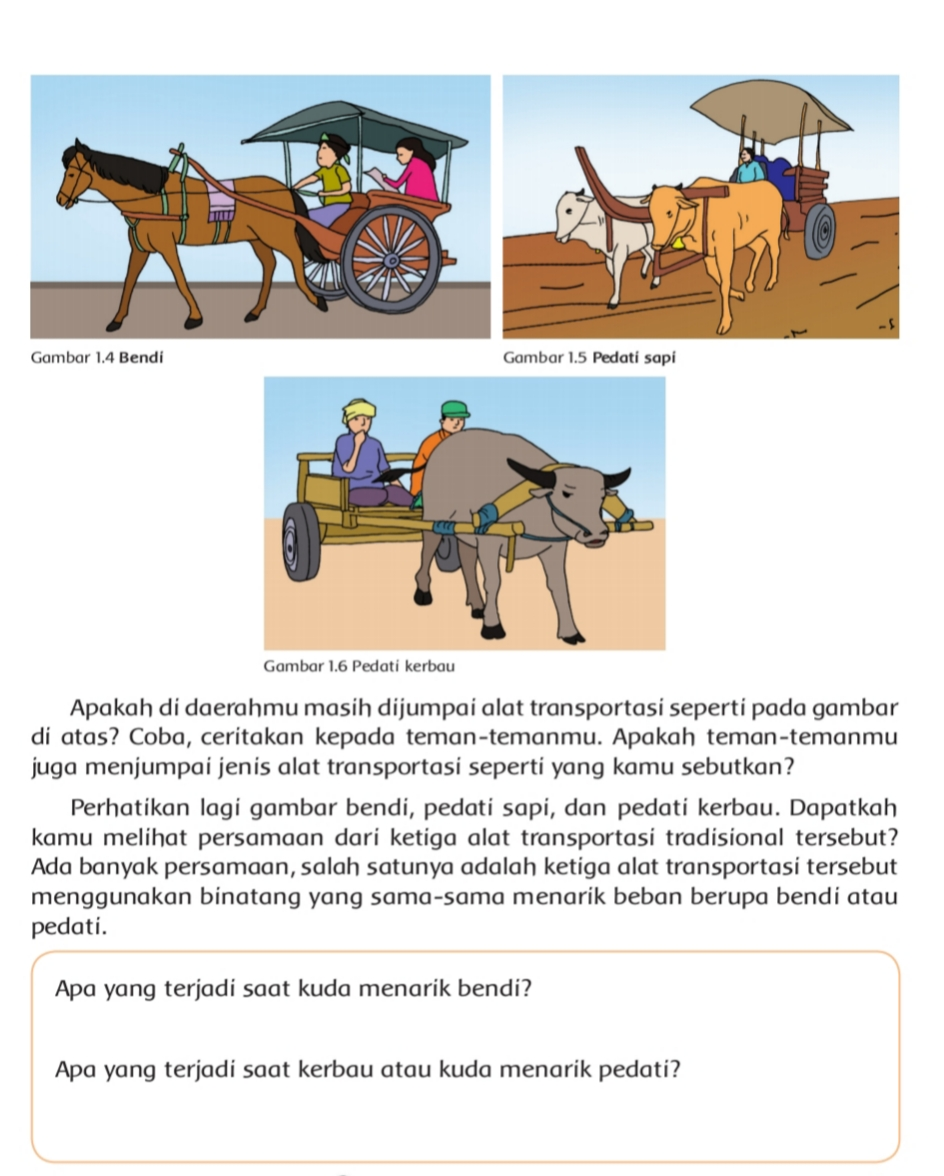 Gambar 1.4 Bendi
Gambar 1.5 Pedati sapi
Gambar 1.6 Pedati kerbau
Apakah di daerahmu masih dijumpai alat transportasi seperti pada gambar
di atas? Coba, ceritakan kepada teman-temanmu. Apakah teman-temanmu
juga menjumpai jenis alat transportasi seperti yang kamu sebutkan?
Perhatikan lagi gambar bendi, pedati sapi, dan pedati kerbau. Dapatkah
kamu melihat persamaan dari ketiga alat transportasi tradisional tersebut?
Ada banyak persamaan, salah satunya adalah ketiga alat transportasi tersebut
menggunakan binatang yang sama-sama menarik beban berupa bendi atau
pedati.
Apa yang terjadi saat kuda menarik bendi?
Apa yang terjadi saat kerbau atau kuda menarik pedati?